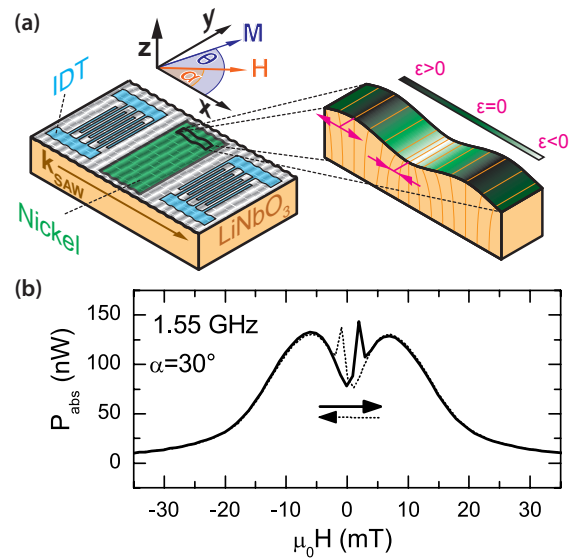 (a)
z
y
M
θ
H
α
x
IDT
ε>0
ε=0
ε<0
k_SAW
Nickel
LiNbO₃
(b)
1.55 GHz
α=30°
P_abs (nW)
150
100
50
0
-30 -20 -10 0 10 20 30
μ₀H (mT)